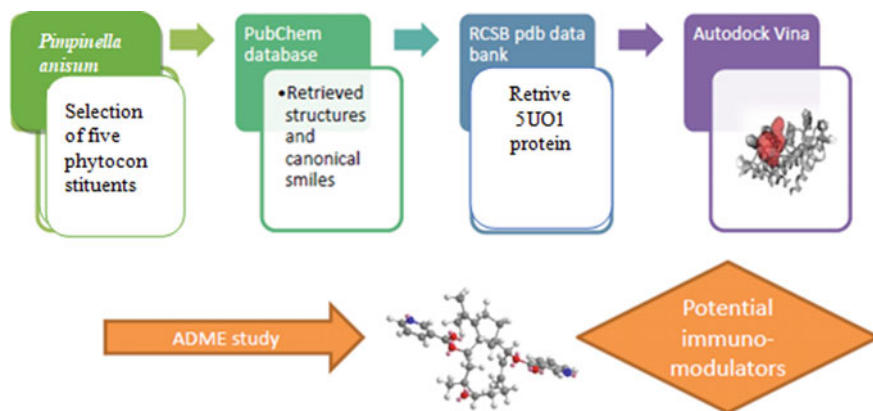 Pimpinella
anisum
Selection
of five
phytocon
stituents
PubChem
database
•Retrieved
structures
and
canonical
smiles
RCSB pdb data
bank
Retrive
5UO1
protein
Autodock Vina
ADME study
Potential
immuno-
modulators